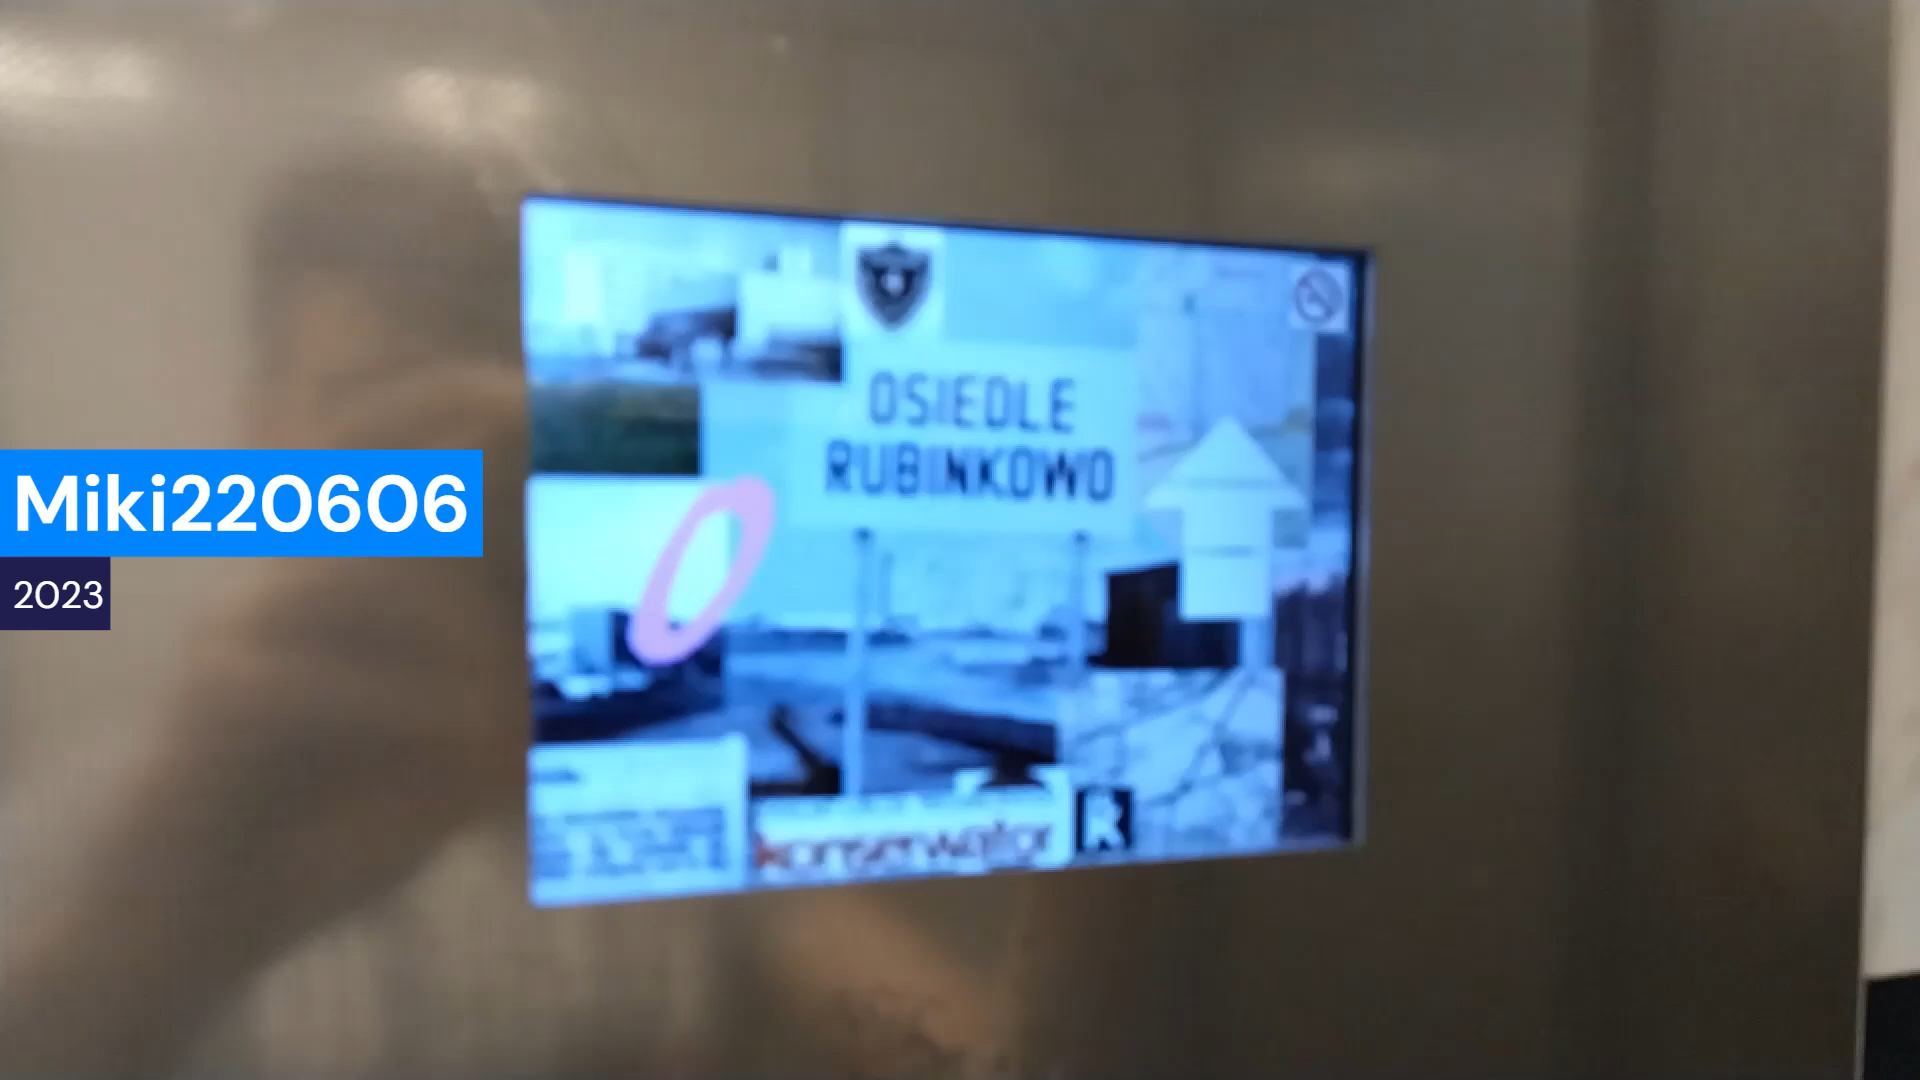 OSIEDLE
RUBINKOWO
Miki220606
2023
konserwator